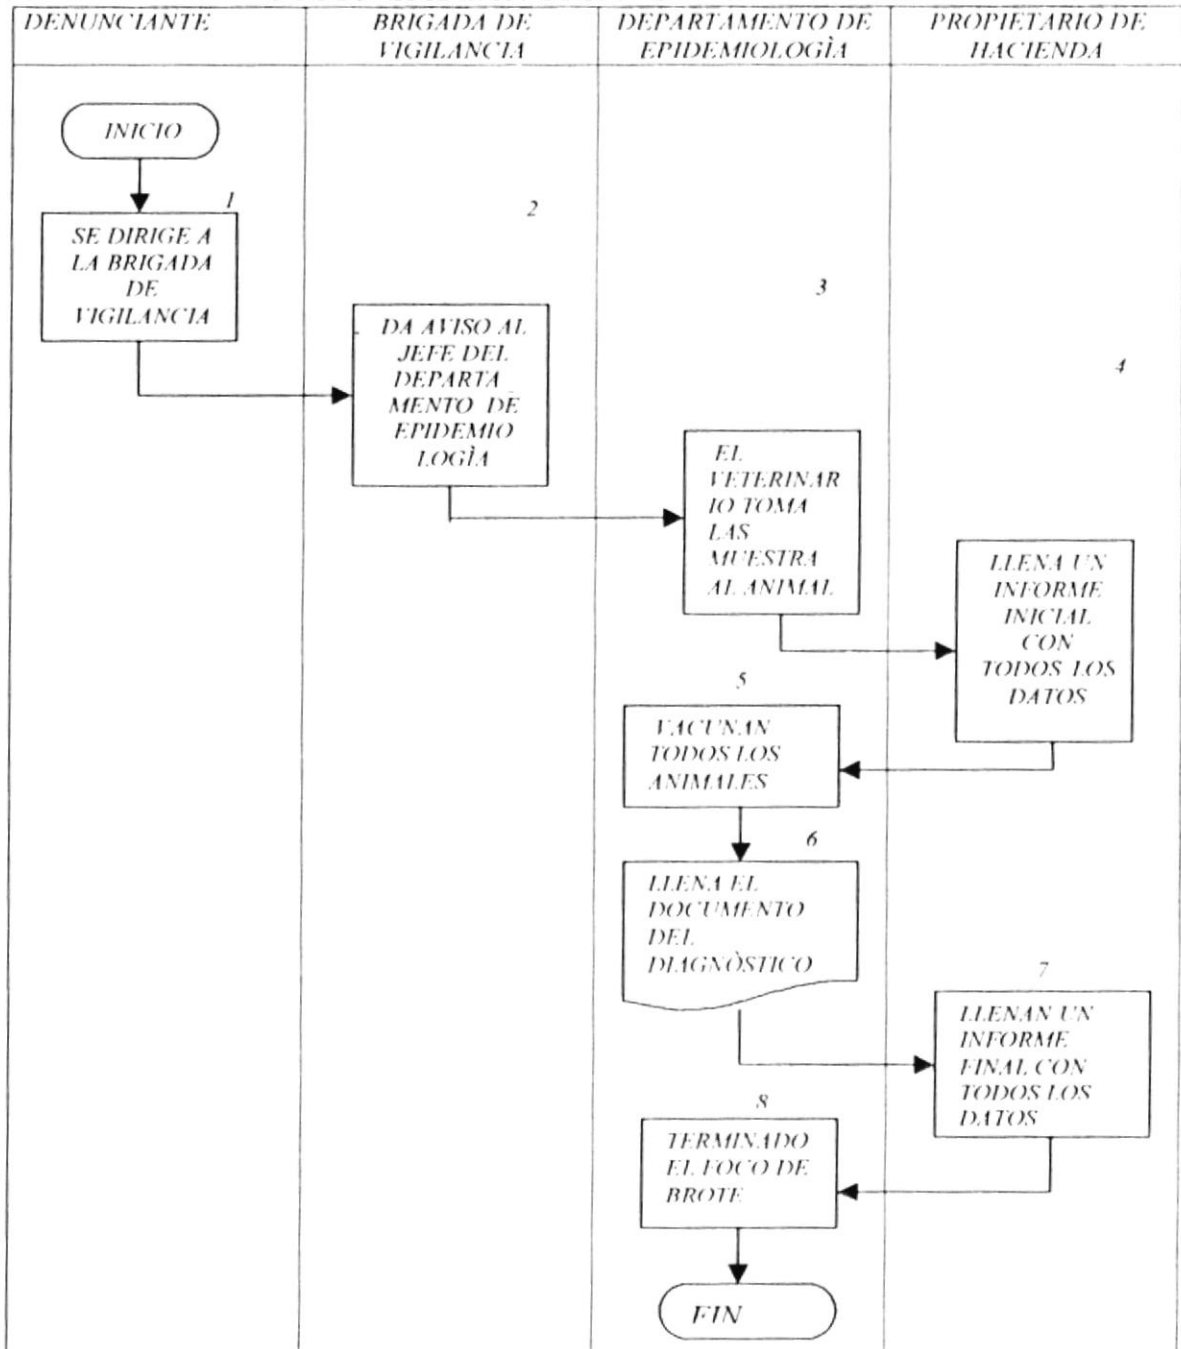 DENUNCIANTE
BRIGADA DE
VIGILANCIA
DEPARTAMENTO DE
EPIDEMIOLOGÌA
PROPIETARIO DE
HACIENDA
INICIO
1
SE DIRIGE A
LA BRIGADA
DE
VIGILANCIA
2
DA AVISO AL
JEFE DEL
DEPARTA
MENTO DE
EPIDEMIO
LOGÌA
3
EL
VETERINAR
IO TOMA
LAS
MUESTRA
AL ANIMAL
4
LLENA UN
INFORME
INICIAL
CON
TODOS LOS
DATOS
5
VACUNAN
TODOS LOS
ANIMALES
6
LLENA EL
DOCUMENTO
DEL
DIAGNÒSTICO
7
LLENAN UN
INFORME
FINAL CON
TODOS LOS
DATOS
8
TERMINADO
EL FOCO DE
BROTE
FIN